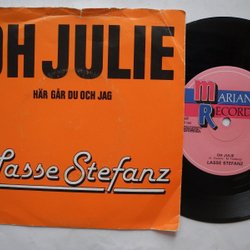 OH JULIE
HÄR GÅR DU OCH JAG
Lasse Stefanz
MARIANN
RECORDS
OH JULIE
LASSE STEFANZ